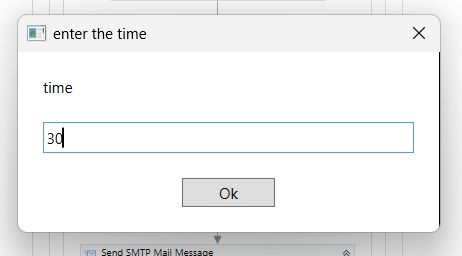 enter the time
time
30
Ok
Send SMTP Mail Message